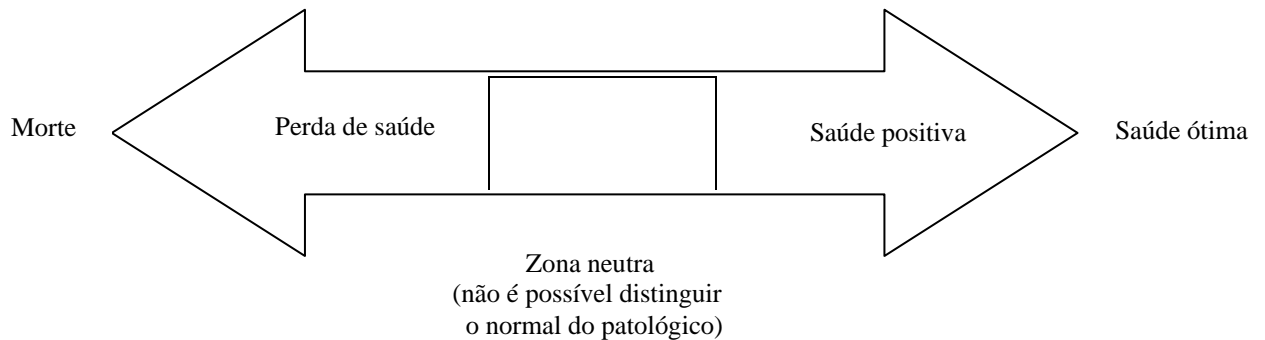 Morte
Perda de saúde
Saúde positiva
Saúde ótima
Zona neutra
(não é possível distinguir
o normal do patológico)